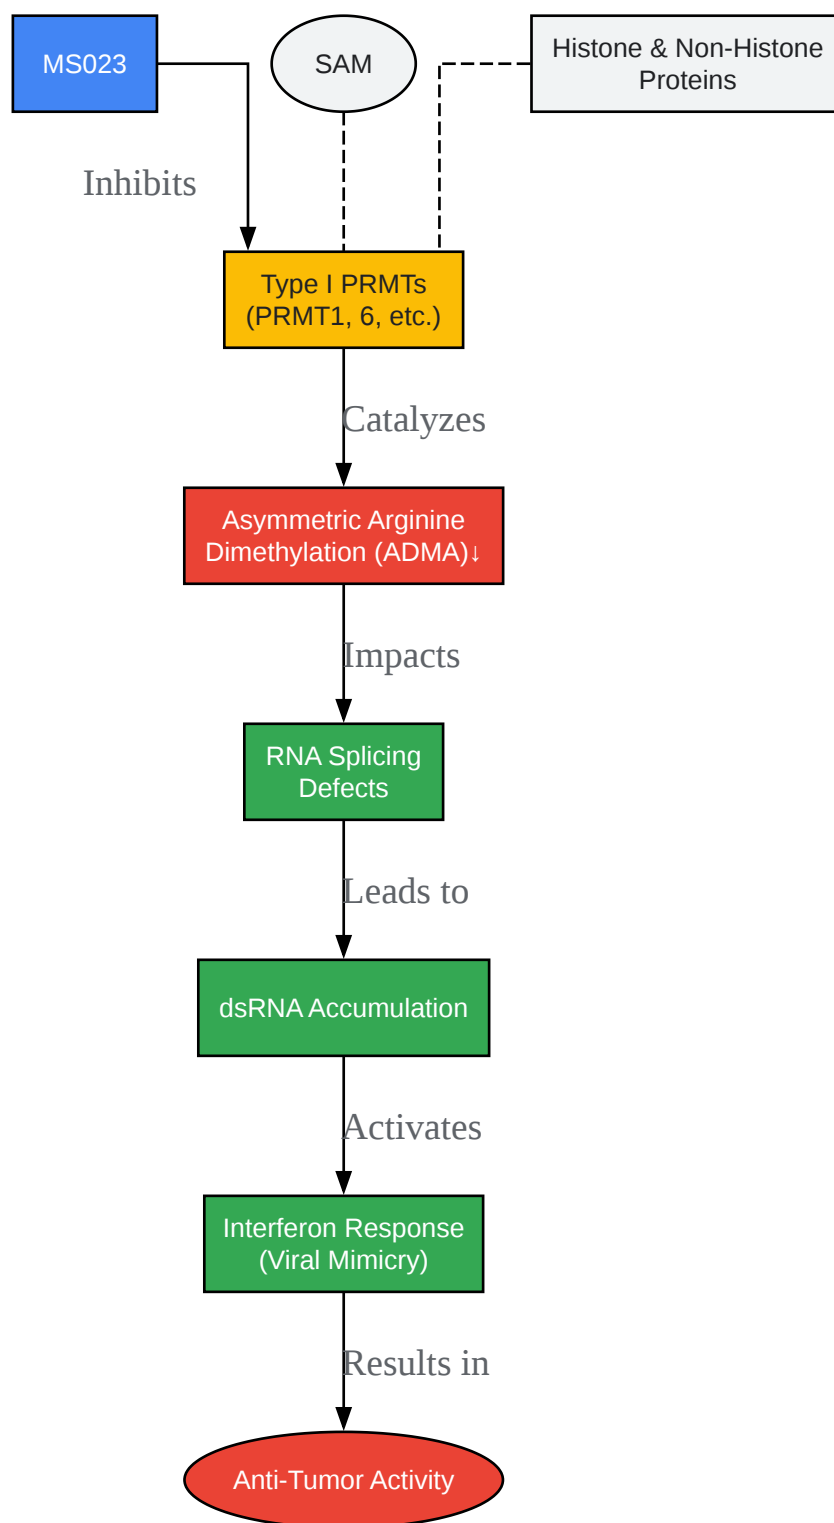 MS023
SAM
Histone & Non-Histone
Proteins
Inhibits
Type I PRMTs
(PRMT1, 6, etc.)
Catalyzes
Asymmetric Arginine
Dimethylation (ADMA)↓
Impacts
RNA Splicing
Defects
Leads to
dsRNA Accumulation
Activates
Interferon Response
(Viral Mimicry)
Results in
Anti-Tumor Activity